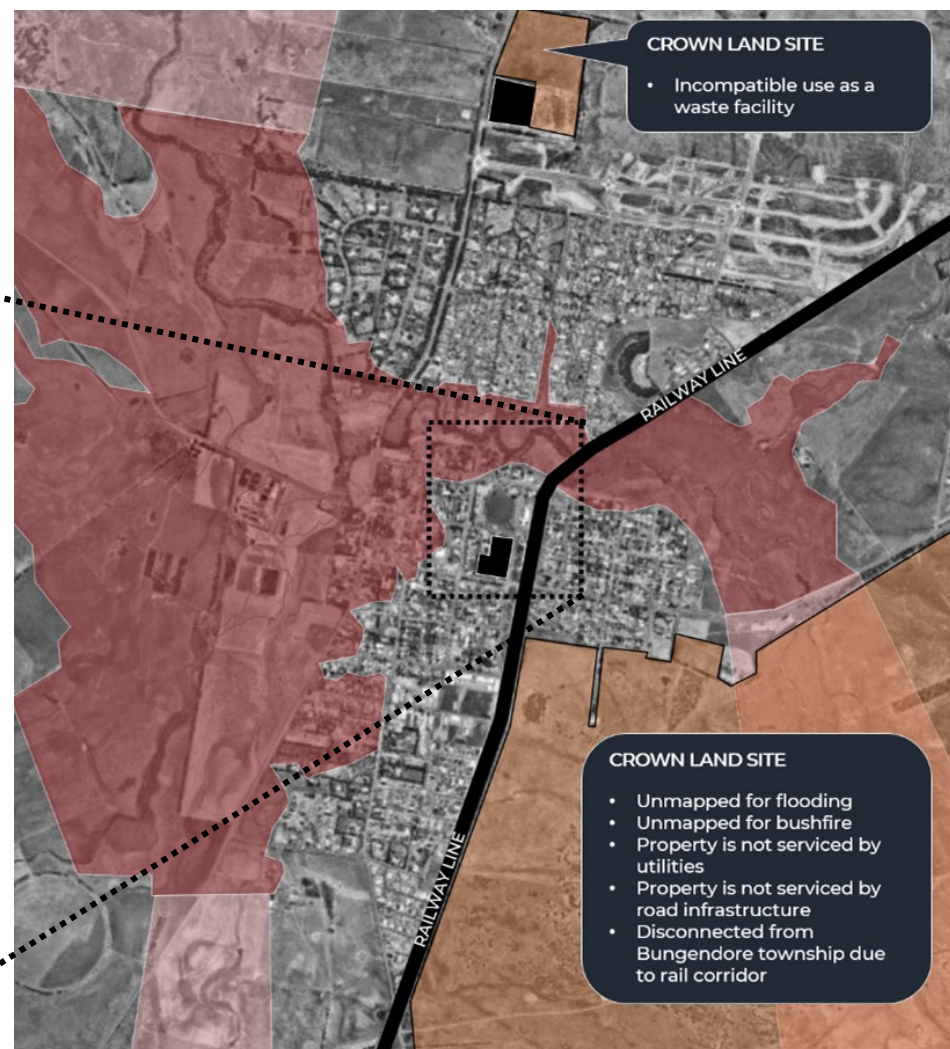 CROWN LAND SITE
• Incompatible use as a
waste facility
RAILWAY LINE
CROWN LAND SITE
• Unmapped for flooding
• Unmapped for bushfire
• Property is not serviced by
utilities
• Property is not serviced by
road infrastructure
• Disconnected from
Bungendore township due
to rail corridor
RAILWAY LINE